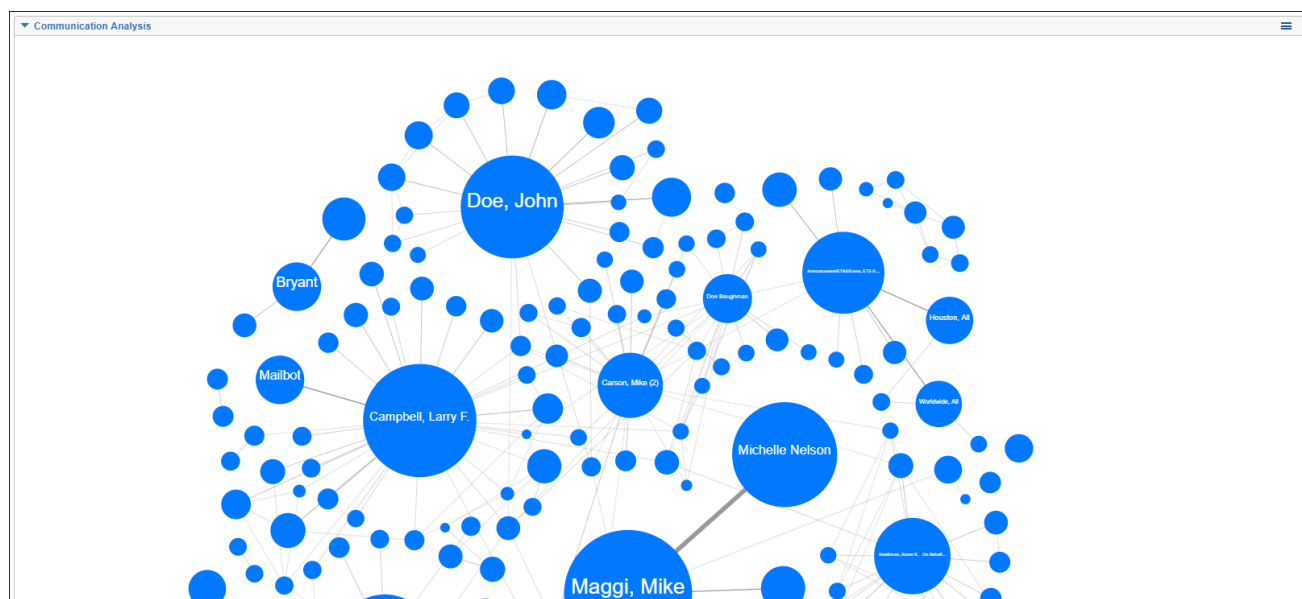 Communication Analysis
Doe, John
Bryant
Don Baughman
Houston, All
Mailbot
Carson, Mike (2)
Worldwide, All
Campbell, Larry F.
Michelle Nelson
Maggi, Mike